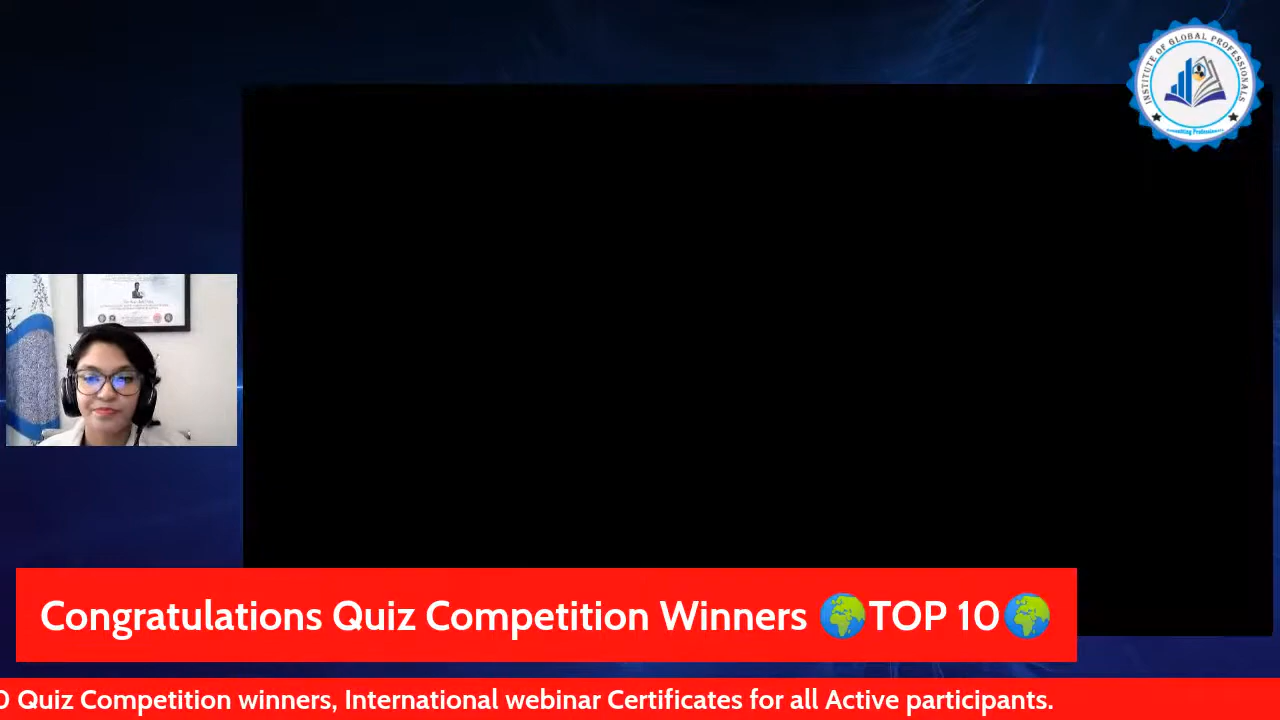 INSTITUTE OF GLOBAL PROFESSIONALS
Congratulations Quiz Competition Winners 🌍TOP 10🌍
0 Quiz Competition winners, International webinar Certificates for all Active participants.